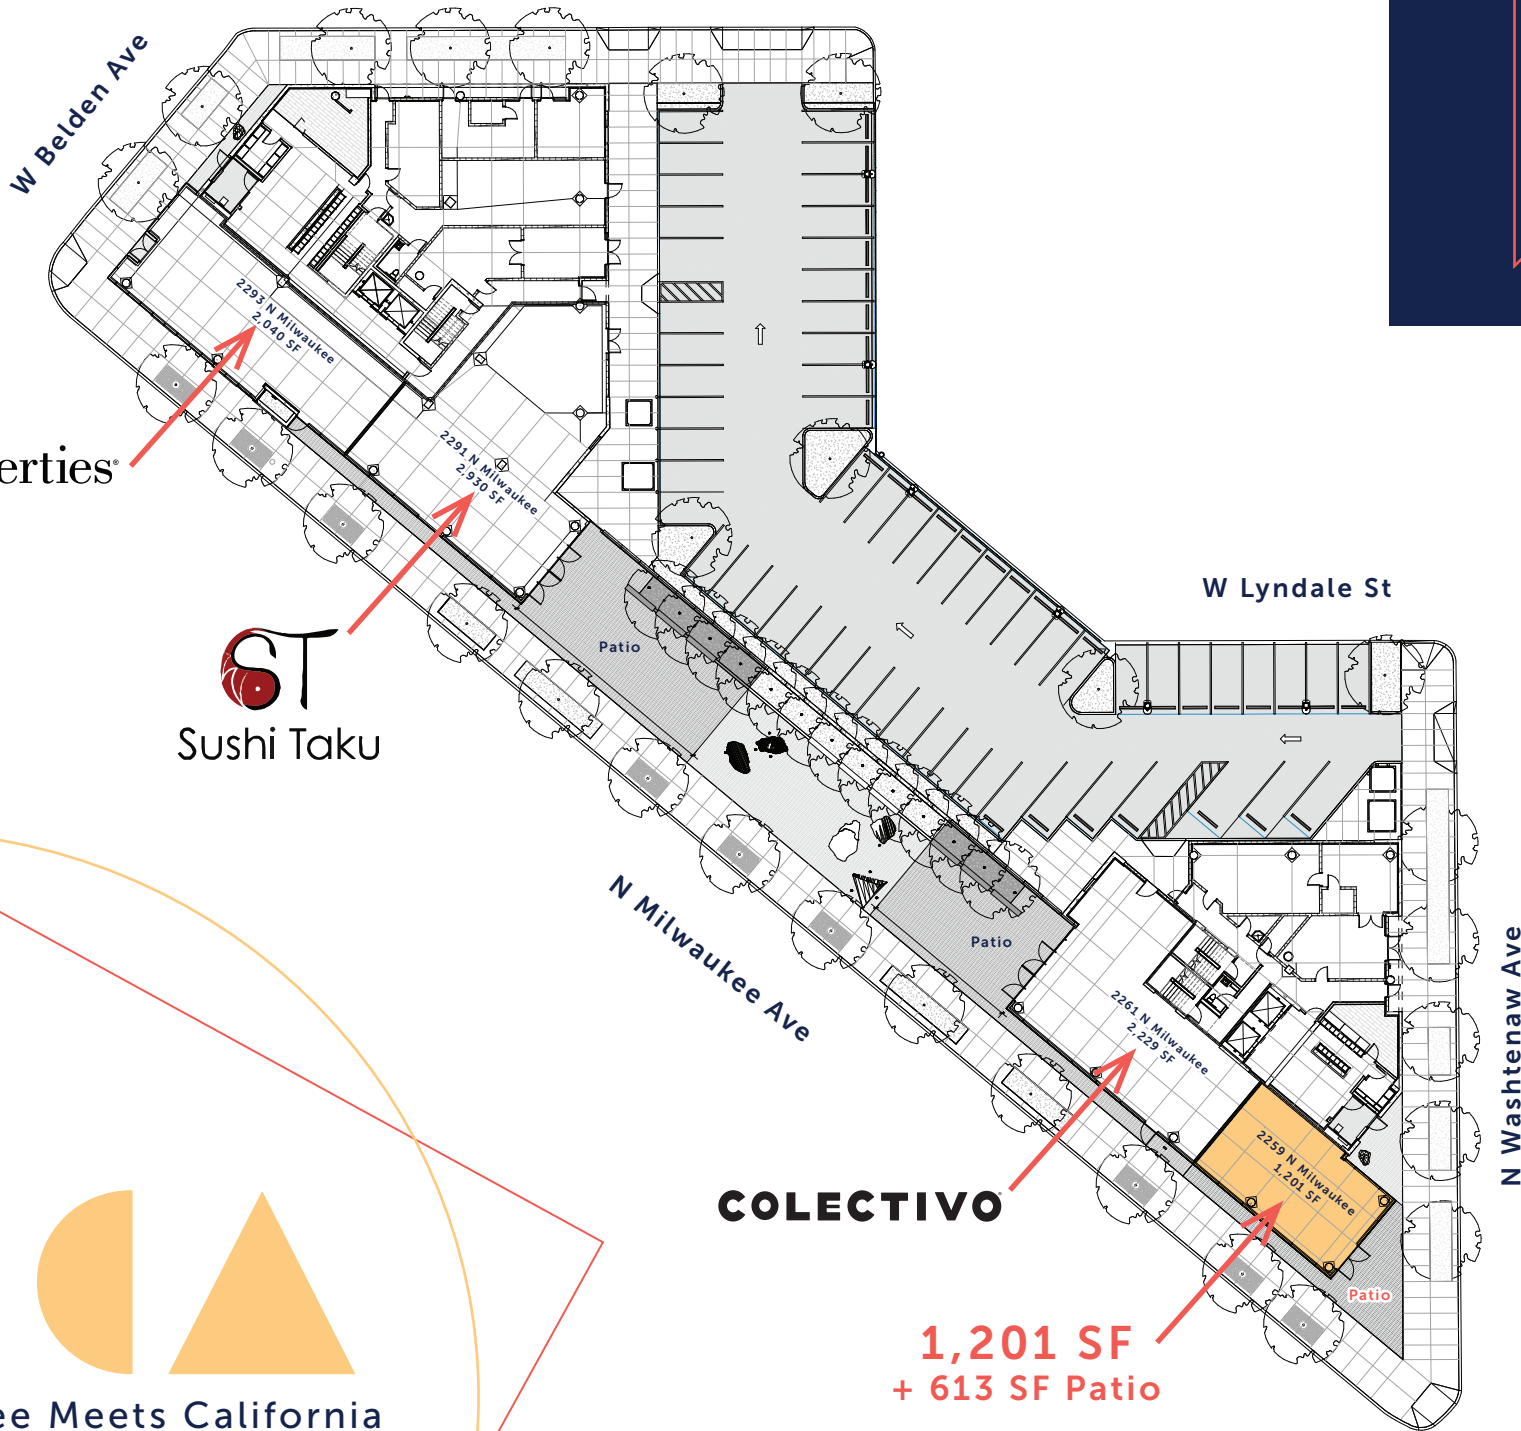 W Belden Ave
2293 N Milwaukee
2,040 SF
erties®
2291 N Milwaukee
2,930 SF
ST
Sushi Taku
Patio
W Lyndale St
N Milwaukee Ave
Patio
N Washtenaw Ave
2261 N Milwaukee
2,229 SF
COLECTIVO
2259 N Milwaukee
1,201 SF
Patio
1,201 SF
+ 613 SF Patio
ee Meets California